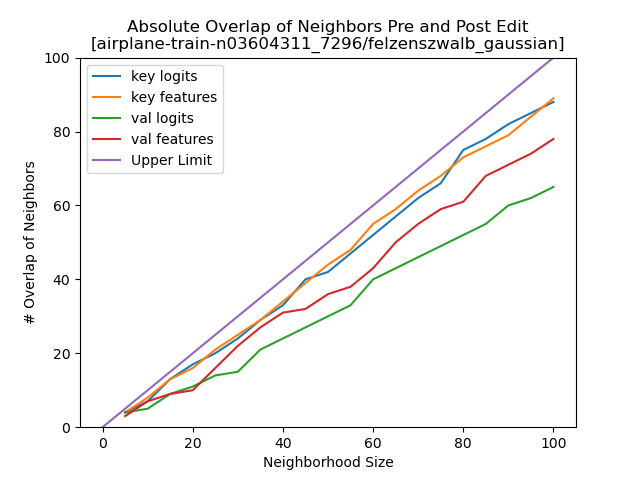 Absolute Overlap of Neighbors Pre and Post Edit
[airplane-train-n03604311_7296/felzenszwalb_gaussian]
key logits
key features
val logits
val features
Upper Limit
# Overlap of Neighbors
100
80
60
40
20
0
0 20 40 60 80 100
Neighborhood Size